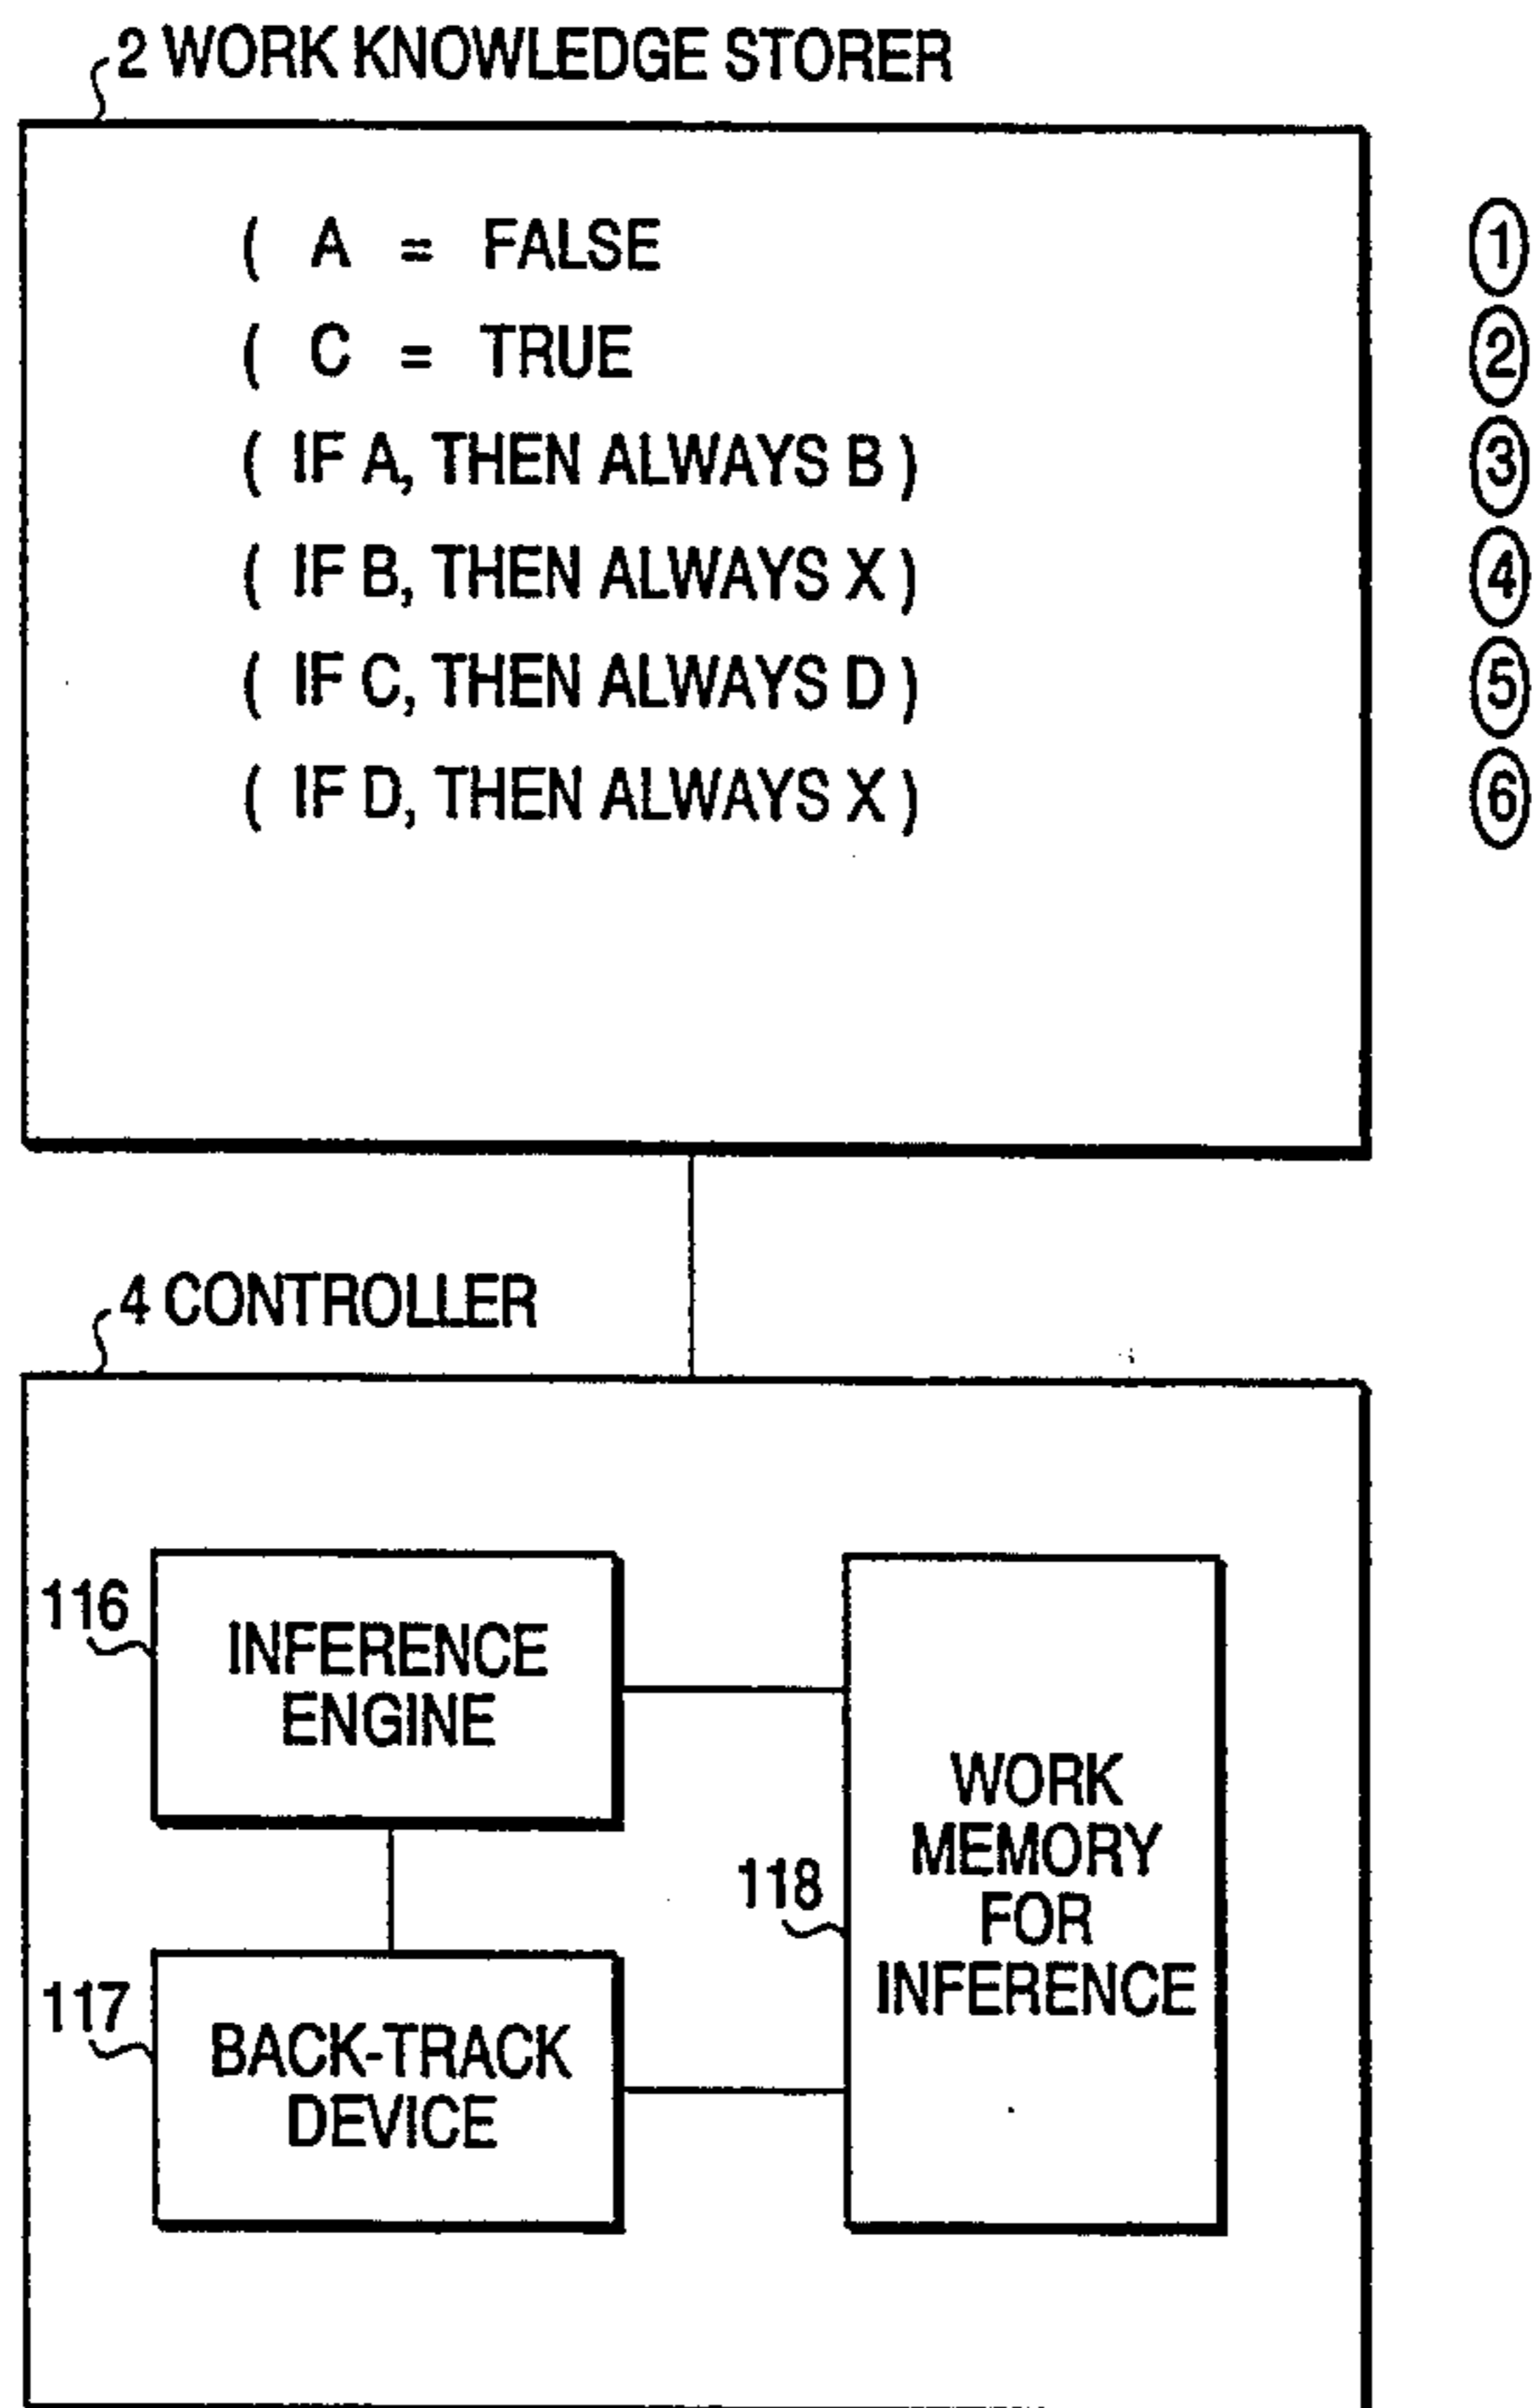 2 WORK KNOWLEDGE STORER
( A = FALSE ①
( C = TRUE ②
( IF A, THEN ALWAYS B ) ③
( IF B, THEN ALWAYS X ) ④
( IF C, THEN ALWAYS D ) ⑤
( IF D, THEN ALWAYS X ) ⑥
4 CONTROLLER
116
INFERENCE
ENGINE
117
BACK-TRACK
DEVICE
118
WORK
MEMORY
FOR
INFERENCE